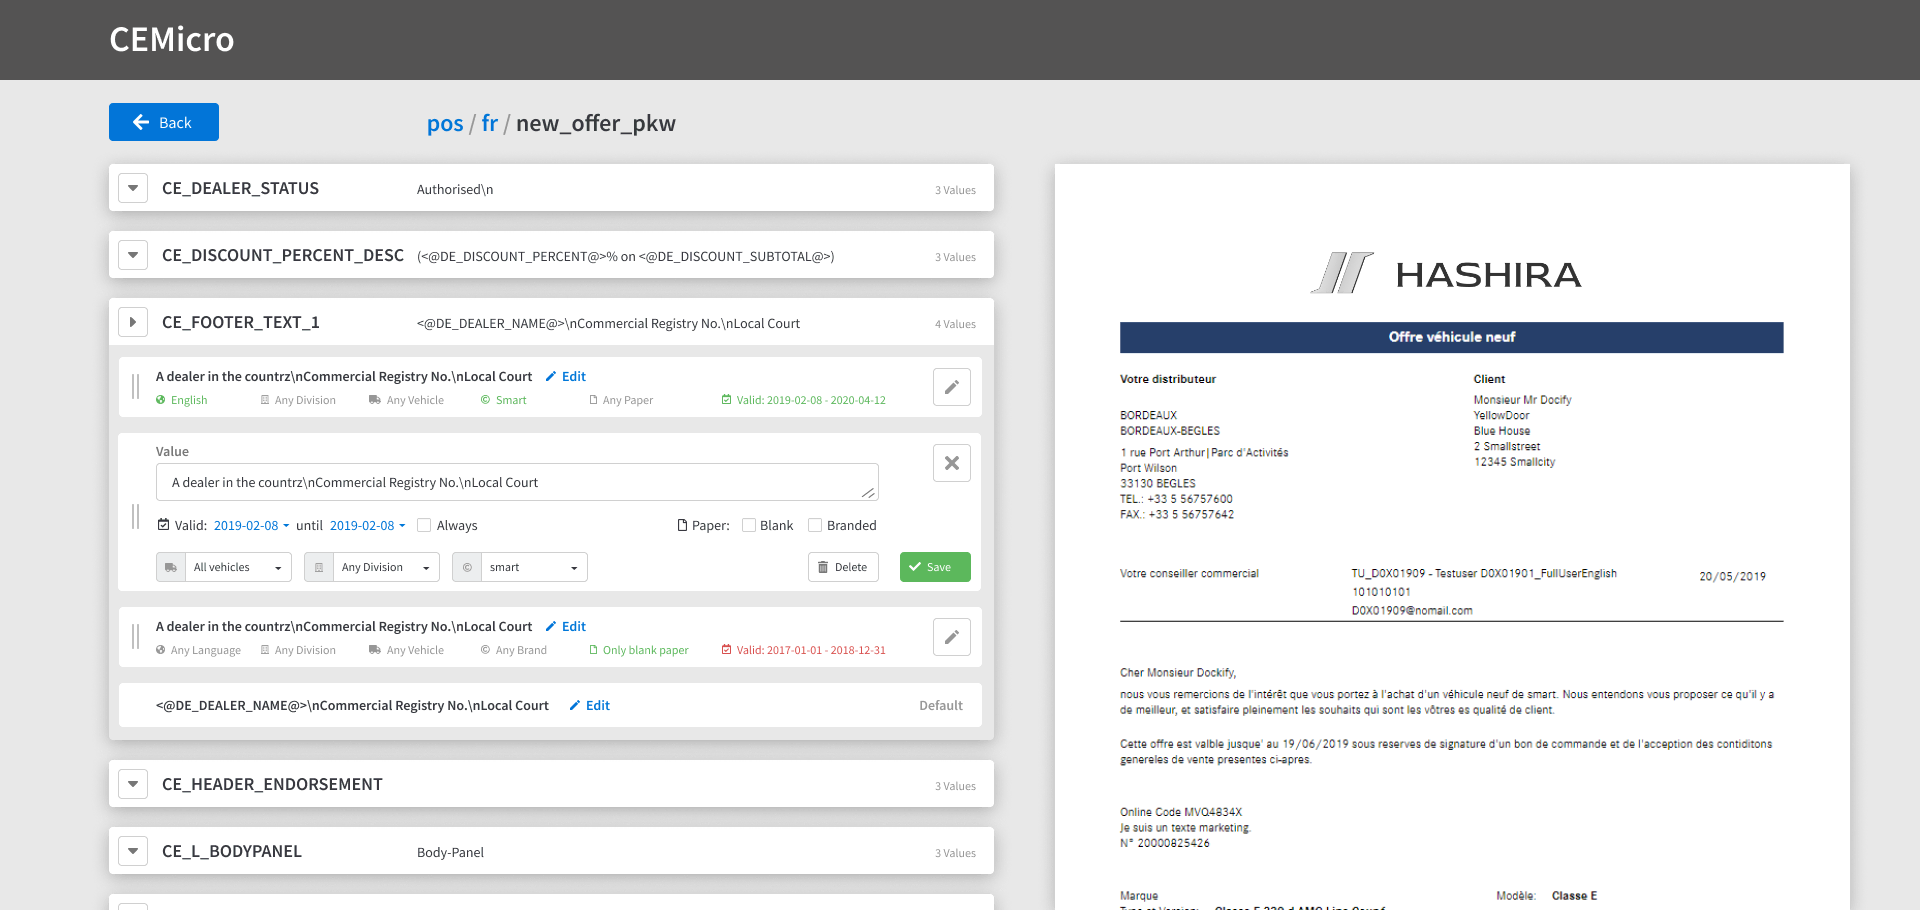 CEMicro
Back
pos / fr / new_offer_pkw
CE_DEALER_STATUS Authorised\n 3 Values
CE_DISCOUNT_PERCENT_DESC (<@DE_DISCOUNT_PERCENT@>% on <@DE_DISCOUNT_SUBTOTAL@>) 3 Values
CE_FOOTER_TEXT_1 <@DE_DEALER_NAME@>\nCommercial Registry No.\nLocal Court 4 Values
A dealer in the countrz\nCommercial Registry No.\nLocal Court Edit
English Any Division Any Vehicle Smart Any Paper Valid: 2019-02-08 - 2020-04-12
Value
A dealer in the countrz\nCommercial Registry No.\nLocal Court
Valid: 2019-02-08 until 2019-02-08 Always Paper: Blank Branded
All vehicles Any Division smart Delete Save
A dealer in the countrz\nCommercial Registry No.\nLocal Court Edit
Any Language Any Division Any Vehicle Any Brand Only blank paper Valid: 2017-01-01 - 2018-12-31
<@DE_DEALER_NAME@>\nCommercial Registry No.\nLocal Court Edit Default
CE_HEADER_ENDORSEMENT 3 Values
CE_L_BODYPANEL Body-Panel 3 Values
HASHIRA
Offre véhicule neuf
Votre distributeur
BORDEAUX
BORDEAUX-BEGLES
1 rue Port Arthur|Parc d'Activités
Port Wilson
33130 BEGLES
TEL.: +33 5 56757600
FAX.: +33 5 56757642
Client
Monsieur Mr Docify
YellowDoor
Blue House
2 Smallstreet
12345 Smallcity
Votre conseiller commercial TU_D0X01909 - Testuser D0X01901_FullUserEnglish 20/05/2019
101010101
D0X01909@nomail.com
Cher Monsieur Dockify,
nous vous remercions de l'intérêt que vous portez à l'achat d'un véhicule neuf de smart. Nous entendons vous proposer ce qu'il y a
de meilleur, et satisfaire pleinement les souhaits qui sont les vôtres es qualité de client.
Cette offre est valble jusque' au 19/06/2019 sous reserves de signature d'un bon de commande et de l'acception des contiditons
genereles de vente presentes ci-apres.
Online Code MVQ4834X
Je suis un texte marketing.
N° 20000825426
Marque Modèle: Classe E